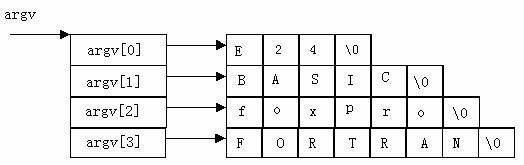 argv
argv[0] E 2 4 \0
argv[1] B A S I C \0
argv[2] f o x p r o \0
argv[3] F O R T R A N \0